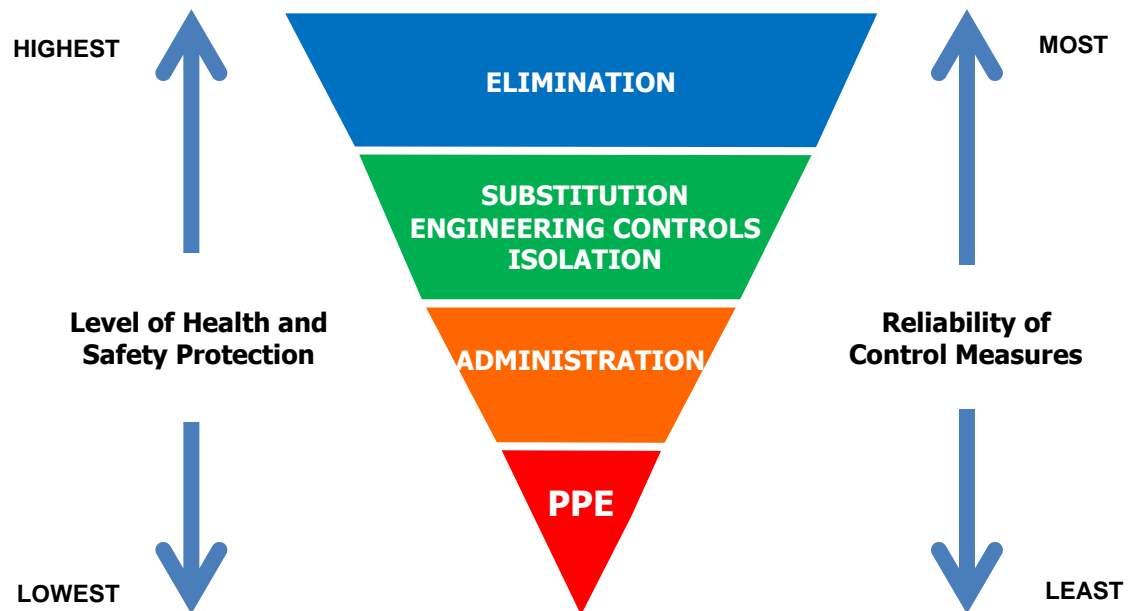 HIGHEST
MOST
ELIMINATION
SUBSTITUTION
ENGINEERING CONTROLS
ISOLATION
Level of Health and
Safety Protection
ADMINISTRATION
Reliability of
Control Measures
PPE
LOWEST
LEAST